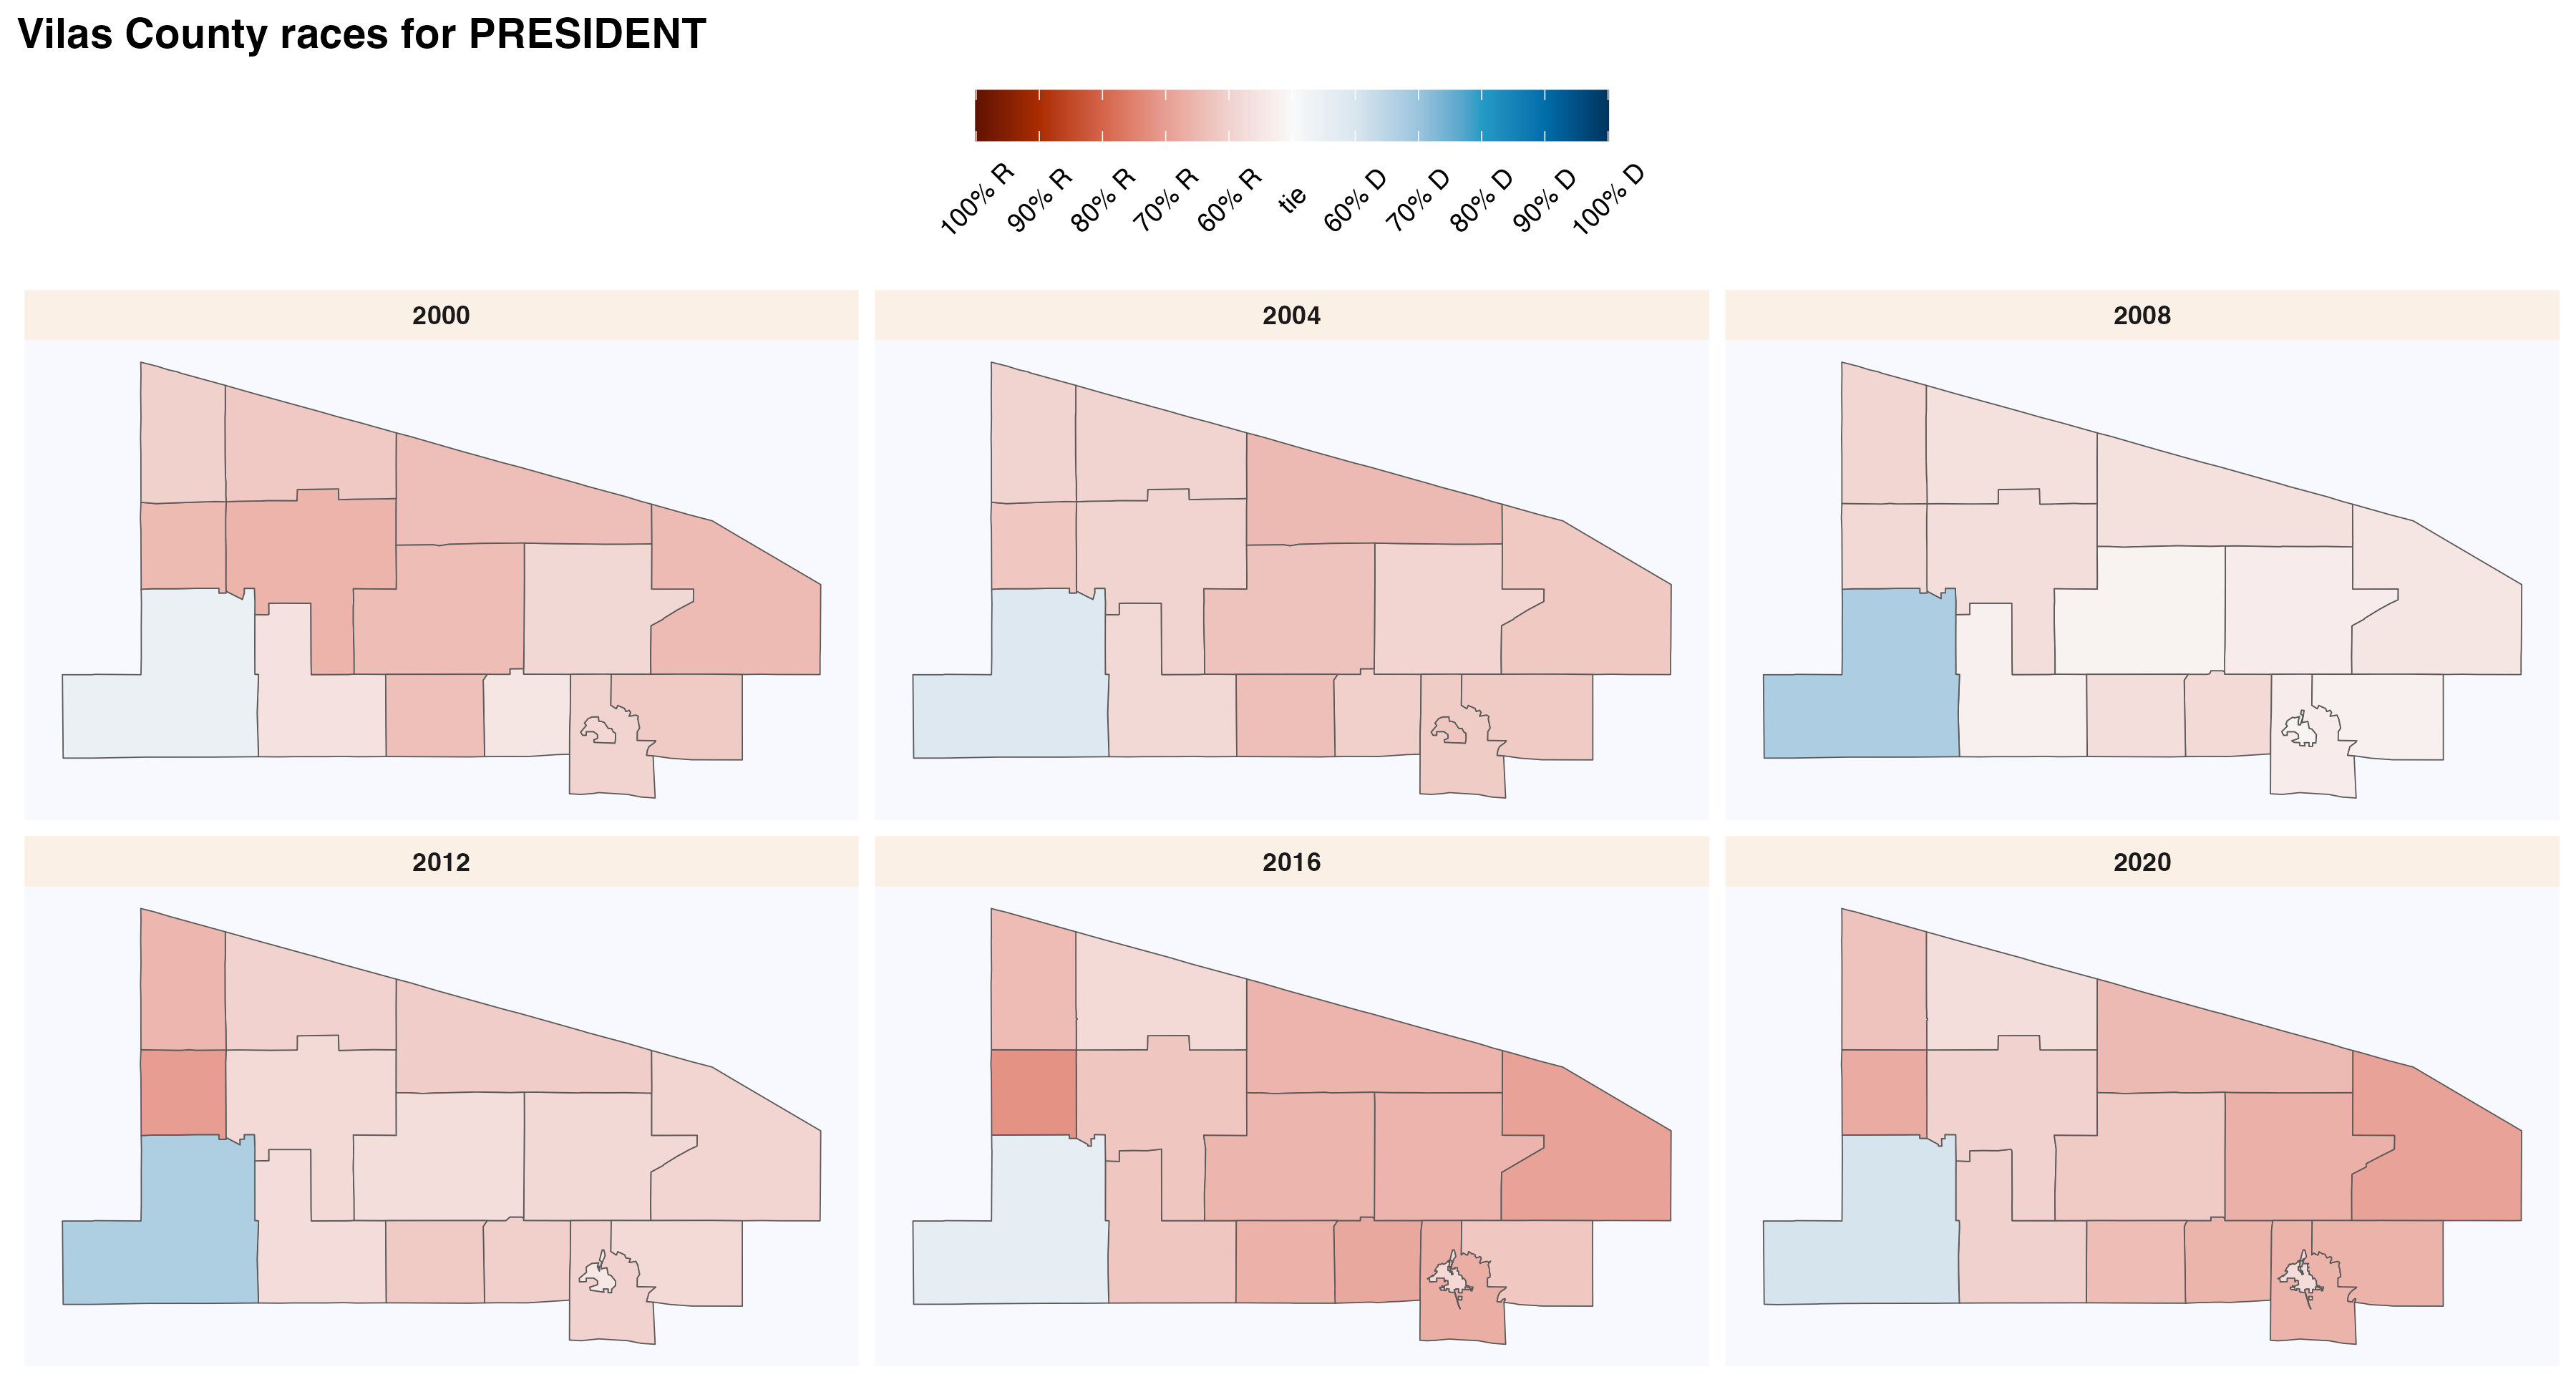 Vilas County races for PRESIDENT
100% R
90% R
80% R
70% R
60% R
tie
60% D
70% D
80% D
90% D
100% D
2000
2004
2008
2012
2016
2020